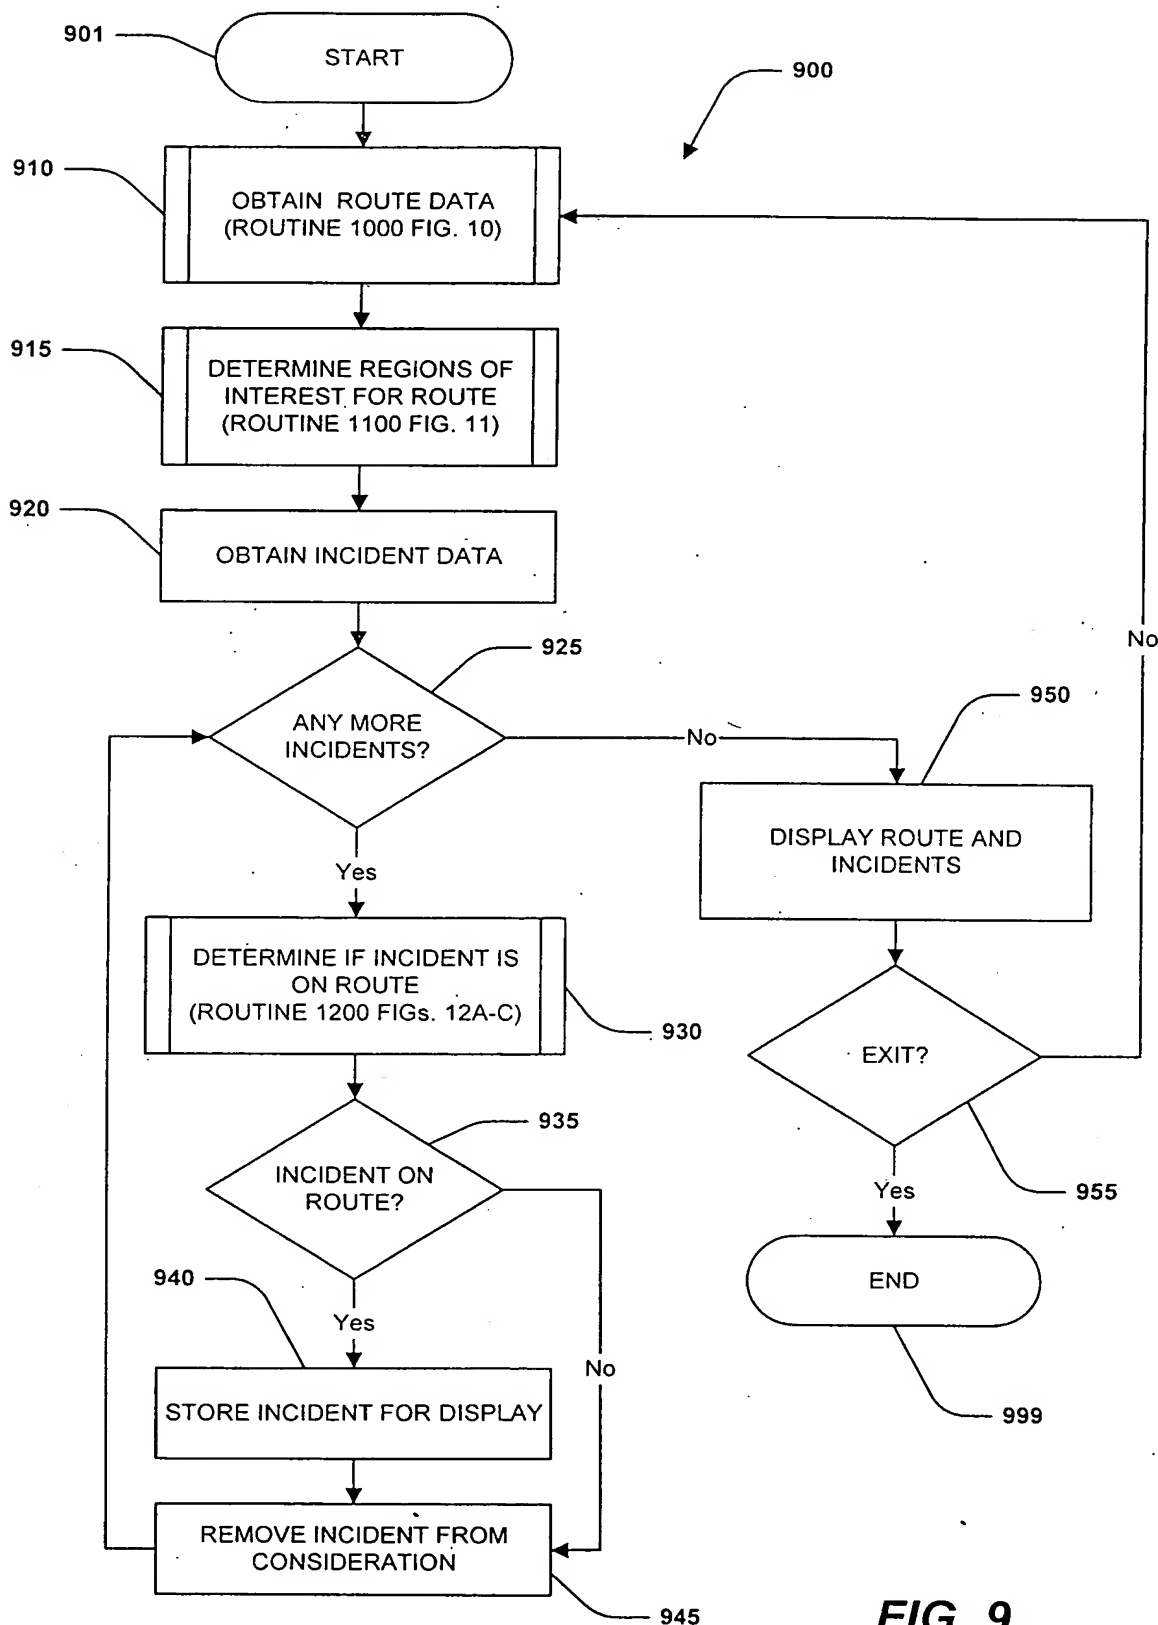 901
START
900
910
OBTAIN ROUTE DATA
(ROUTINE 1000 FIG. 10)
915
DETERMINE REGIONS OF
INTEREST FOR ROUTE
(ROUTINE 1100 FIG. 11)
920
OBTAIN INCIDENT DATA
925
ANY MORE
INCIDENTS?
No
No
950
DISPLAY ROUTE AND
INCIDENTS
Yes
DETERMINE IF INCIDENT IS
ON ROUTE
(ROUTINE 1200 FIGs. 12A-C)
930
EXIT?
935
INCIDENT ON
ROUTE?
955
Yes
940
END
Yes
No
STORE INCIDENT FOR DISPLAY
999
REMOVE INCIDENT FROM
CONSIDERATION
945
FIG. 9